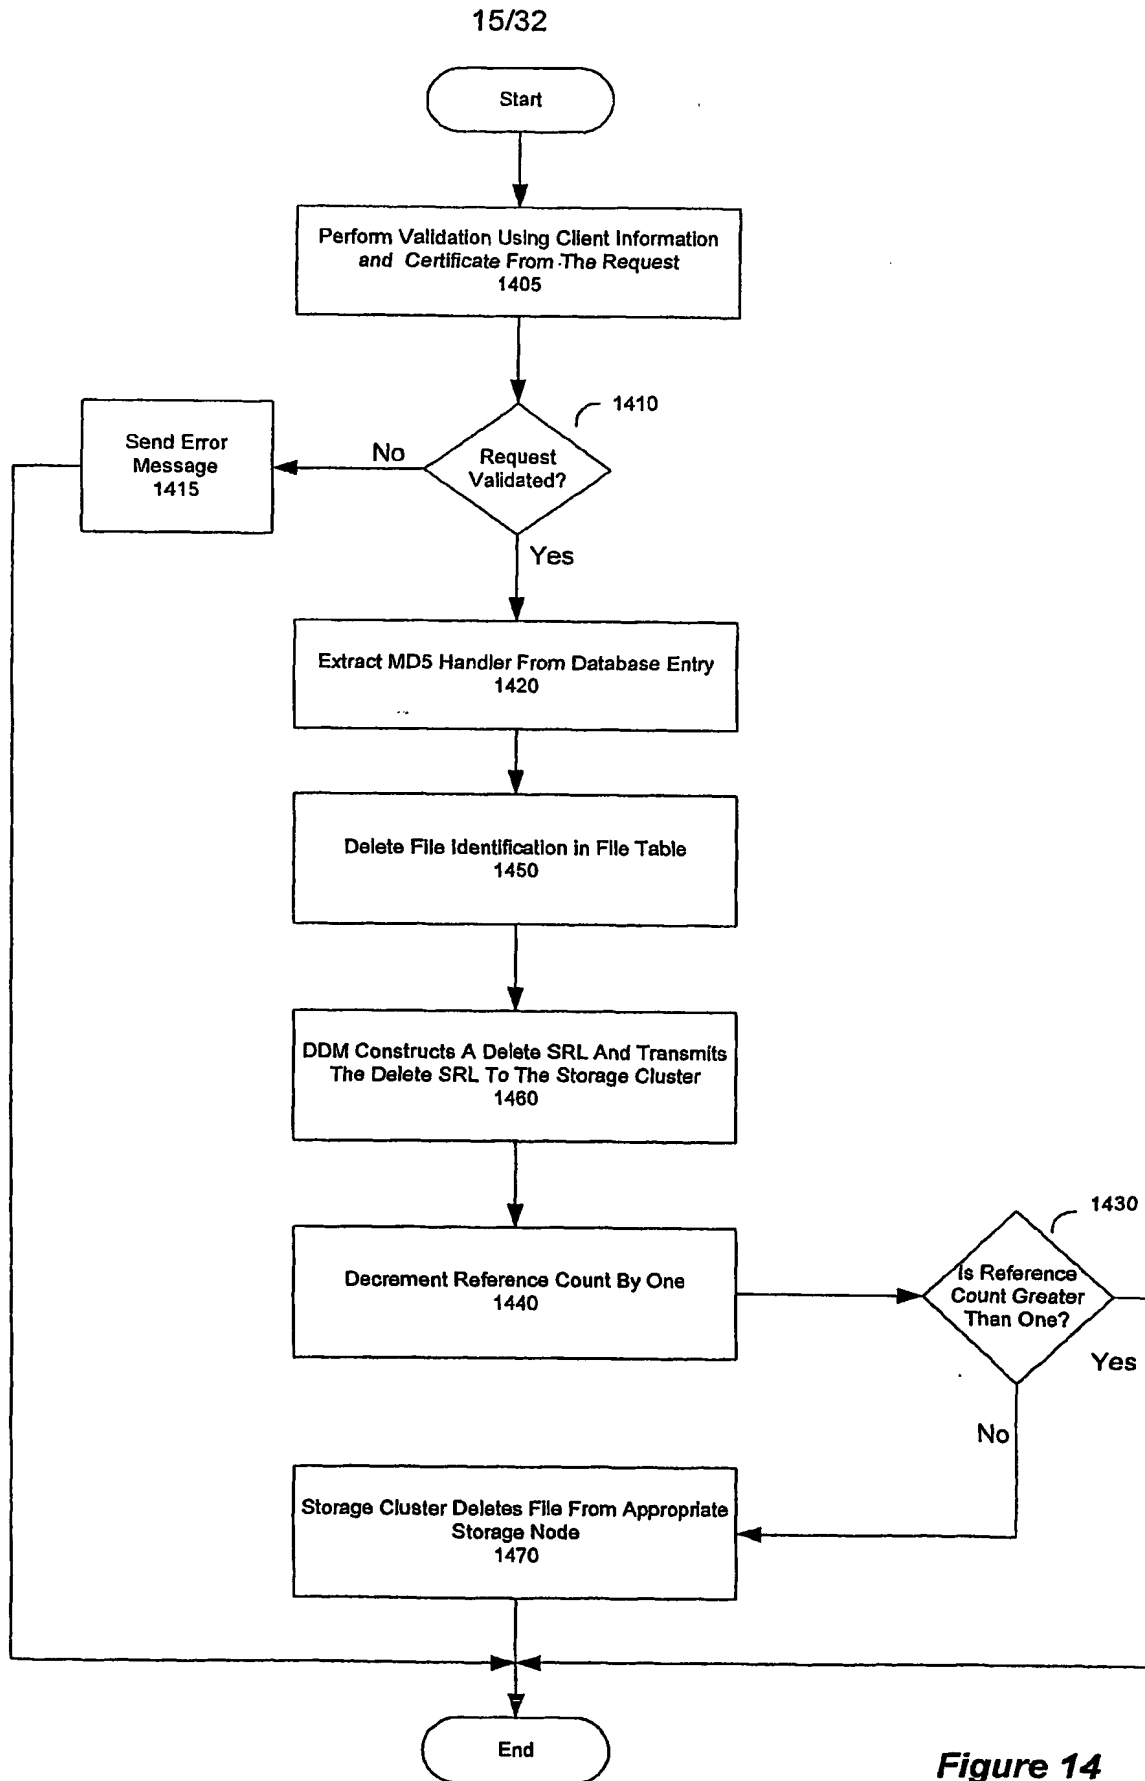 15/32
Start
Perform Validation Using Client Information
and Certificate From The Request
1405
1410
Request
Validated?
No
Send Error
Message
1415
Yes
Extract MD5 Handler From Database Entry
1420
Delete File Identification in File Table
1450
DDM Constructs A Delete SRL And Transmits
The Delete SRL To The Storage Cluster
1460
Decrement Reference Count By One
1440
1430
Is Reference
Count Greater
Than One?
Yes
No
Storage Cluster Deletes File From Appropriate
Storage Node
1470
End
Figure 14